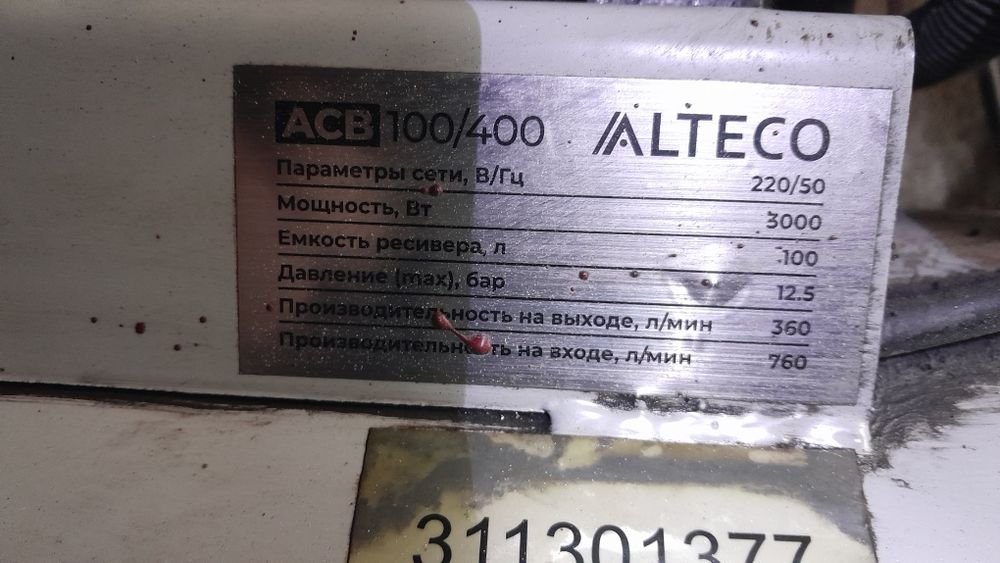 ACB 100/400 ALTECO
Параметры сети, В/Гц 220/50
Мощность, Вт 3000
Емкость ресивера, л 100
Давление (max), бар 12.5
Производительность на выходе, л/мин 360
Производительность на входе, л/мин 760
311301377